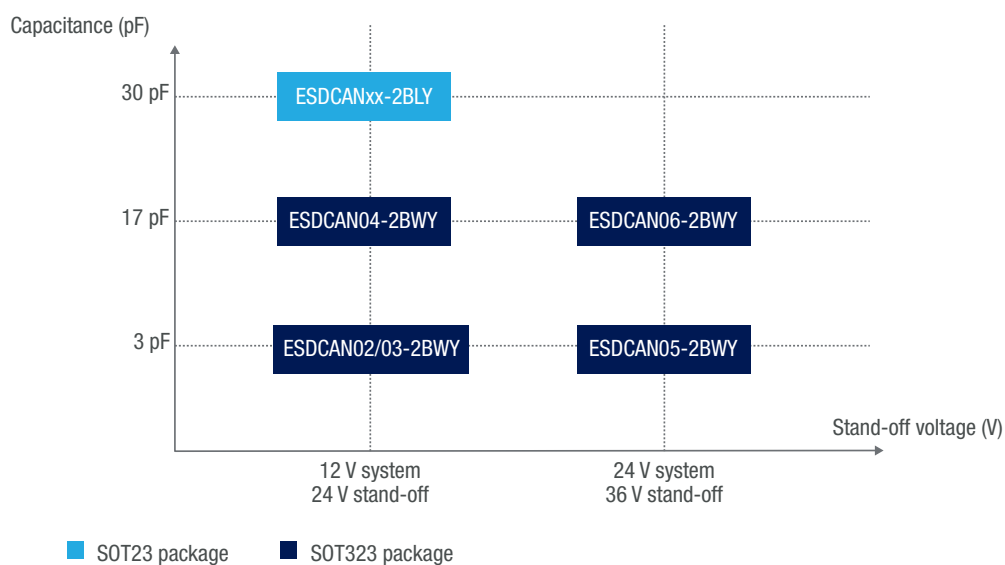 Capacitance (pF)
30 pF
ESDCANxx-2BLY
17 pF
ESDCAN04-2BWY
ESDCAN06-2BWY
3 pF
ESDCAN02/03-2BWY
ESDCAN05-2BWY
Stand-off voltage (V)
12 V system
24 V stand-off
24 V system
36 V stand-off
SOT23 package
SOT323 package